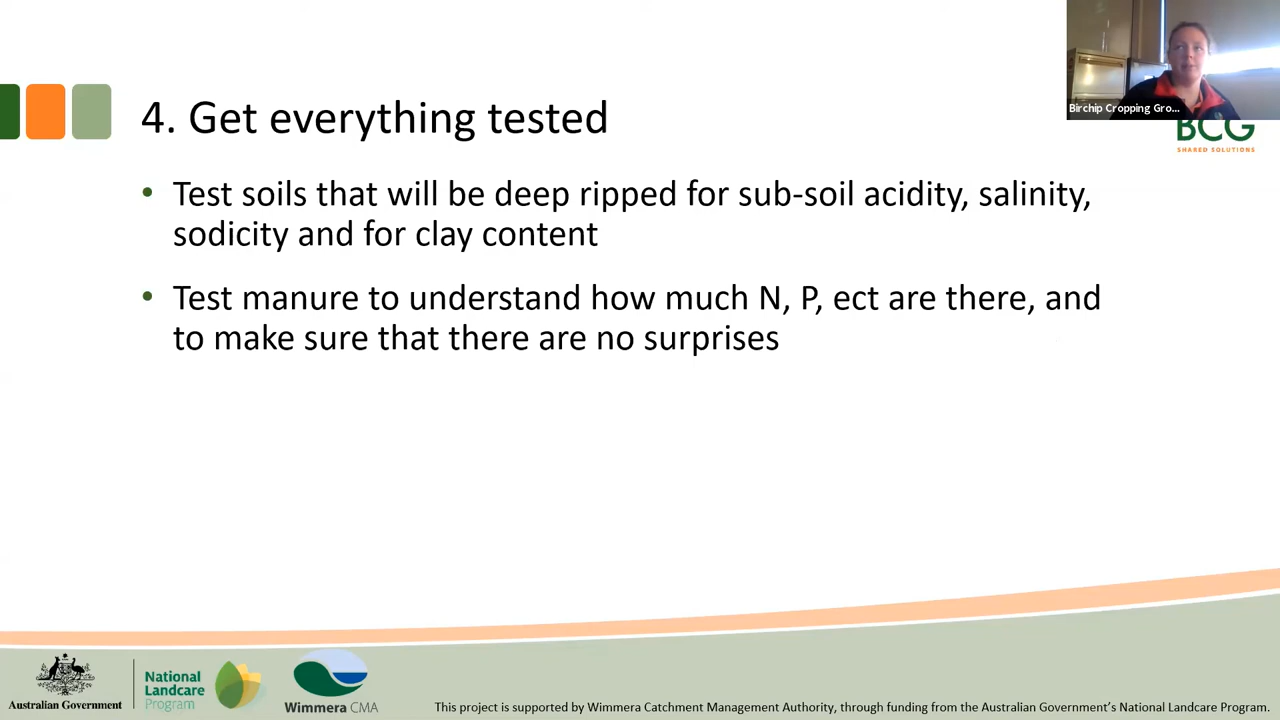 Birchip Cropping Gro...
BCG
SHARED SOLUTIONS
4. Get everything tested
• Test soils that will be deep ripped for sub-soil acidity, salinity,
sodicity and for clay content
• Test manure to understand how much N, P, ect are there, and
to make sure that there are no surprises
Australian Government
National
Landcare
Program
Wimmera CMA
This project is supported by Wimmera Catchment Management Authority, through funding from the Australian Government’s National Landcare Program.